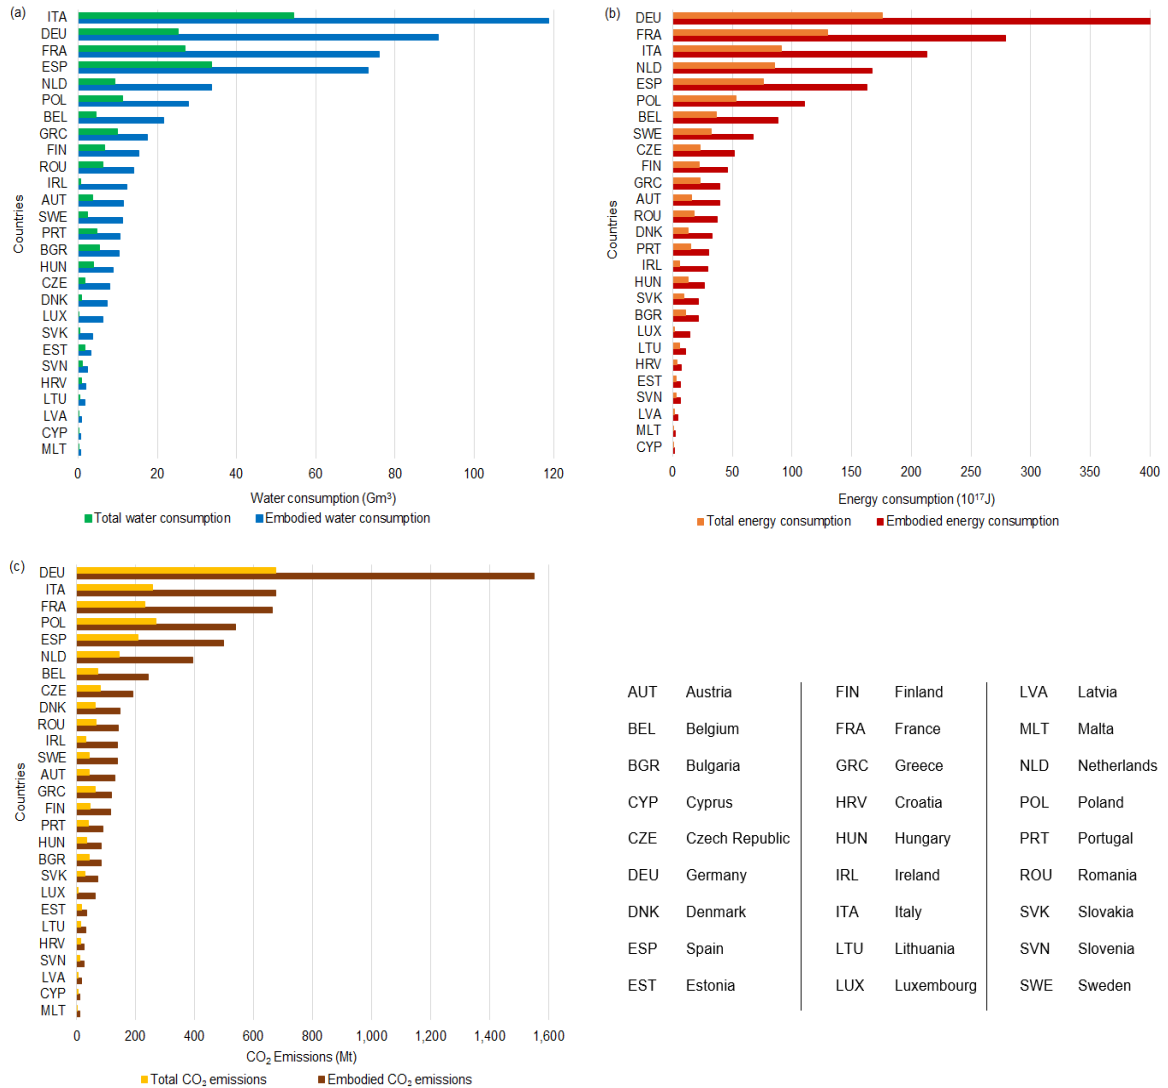 (a)
ITA
DEU
FRA
ESP
NLD
POL
BEL
GRC
FIN
ROU
IRL
AUT
SWE
PRT
BGR
HUN
CZE
DNK
LUX
SVK
EST
SVN
HRV
LTU
LVA
CYP
MLT
Countries
0 20 40 60 80 100 120
Water consumption (Gm³)
Total water consumption Embodied water consumption
(b)
DEU
FRA
ITA
NLD
ESP
POL
BEL
SWE
CZE
FIN
GRC
AUT
ROU
DNK
PRT
IRL
HUN
SVK
BGR
LUX
LTU
HRV
EST
SVN
LVA
MLT
CYP
Countries
0 50 100 150 200 250 300 350 400
Energy consumption (10¹⁷J)
Total energy consumption Embodied energy consumption
(c)
DEU
ITA
FRA
POL
ESP
NLD
BEL
CZE
DNK
ROU
IRL
SWE
AUT
GRC
FIN
PRT
HUN
BGR
SVK
LUX
EST
LTU
HRV
SVN
LVA
CYP
MLT
Countries
0 200 400 600 800 1,000 1,200 1,400 1,600
CO₂ Emissions (Mt)
Total CO₂ emissions Embodied CO₂ emissions
AUT Austria FIN Finland LVA Latvia
BEL Belgium FRA France MLT Malta
BGR Bulgaria GRC Greece NLD Netherlands
CYP Cyprus HRV Croatia POL Poland
CZE Czech Republic HUN Hungary PRT Portugal
DEU Germany IRL Ireland ROU Romania
DNK Denmark ITA Italy SVK Slovakia
ESP Spain LTU Lithuania SVN Slovenia
EST Estonia LUX Luxembourg SWE Sweden